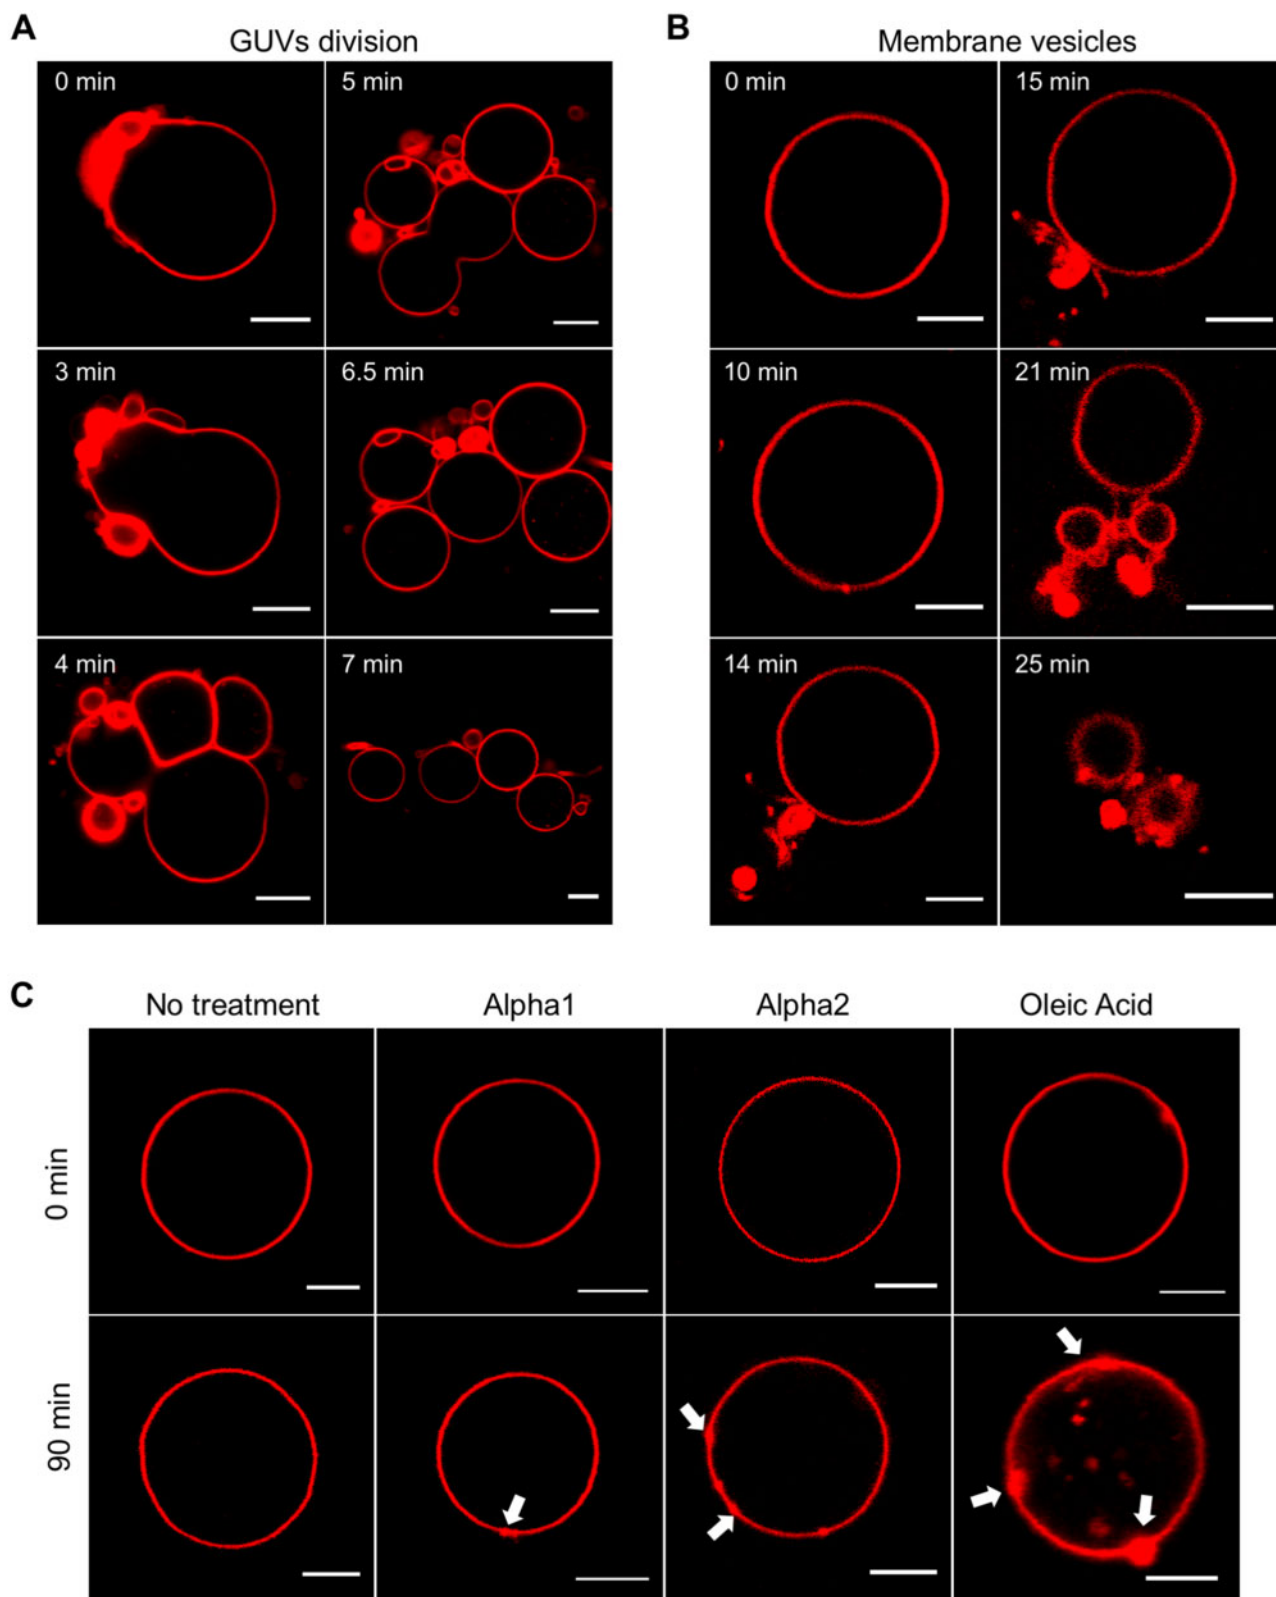 A
GUVs division
0 min
5 min
3 min
6.5 min
4 min
7 min
B
Membrane vesicles
0 min
15 min
10 min
21 min
14 min
25 min
C
No treatment
Alpha1
Alpha2
Oleic Acid
0 min
90 min